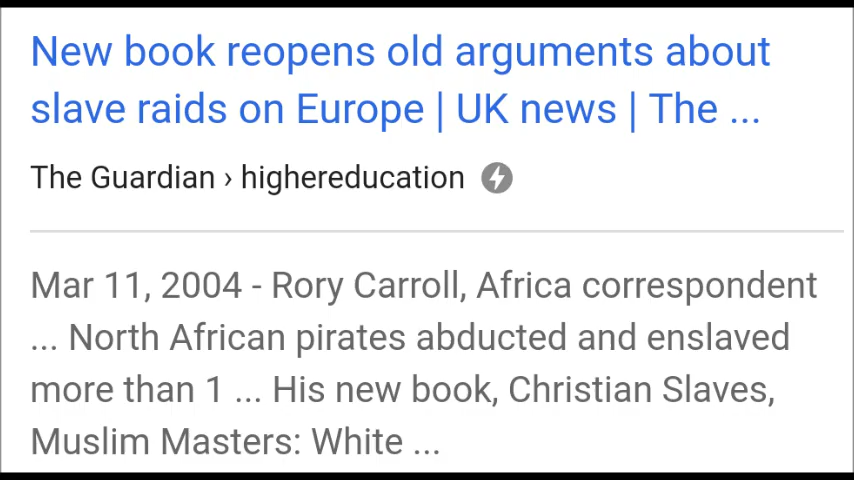 New book reopens old arguments about
slave raids on Europe | UK news | The ...
The Guardian › highereducation
Mar 11, 2004 - Rory Carroll, Africa correspondent
... North African pirates abducted and enslaved
more than 1 ... His new book, Christian Slaves,
Muslim Masters: White ...